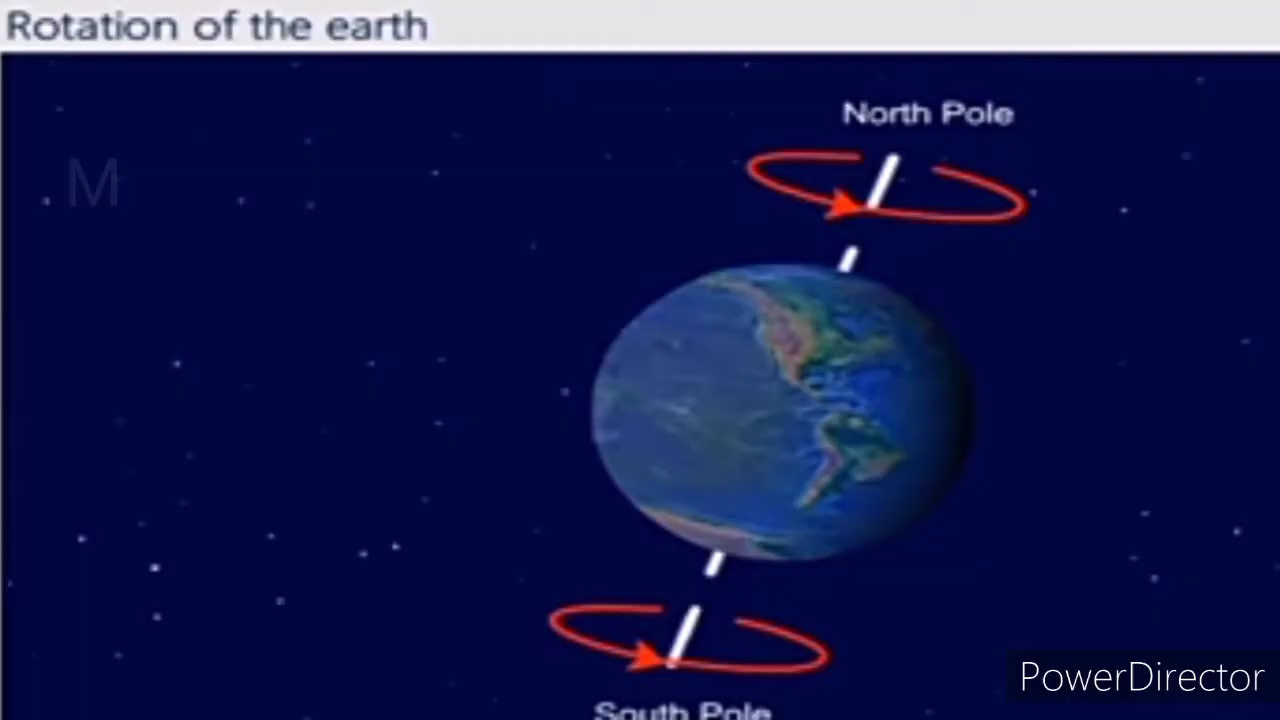 Rotation of the earth
North Pole
M
South Pole
PowerDirector